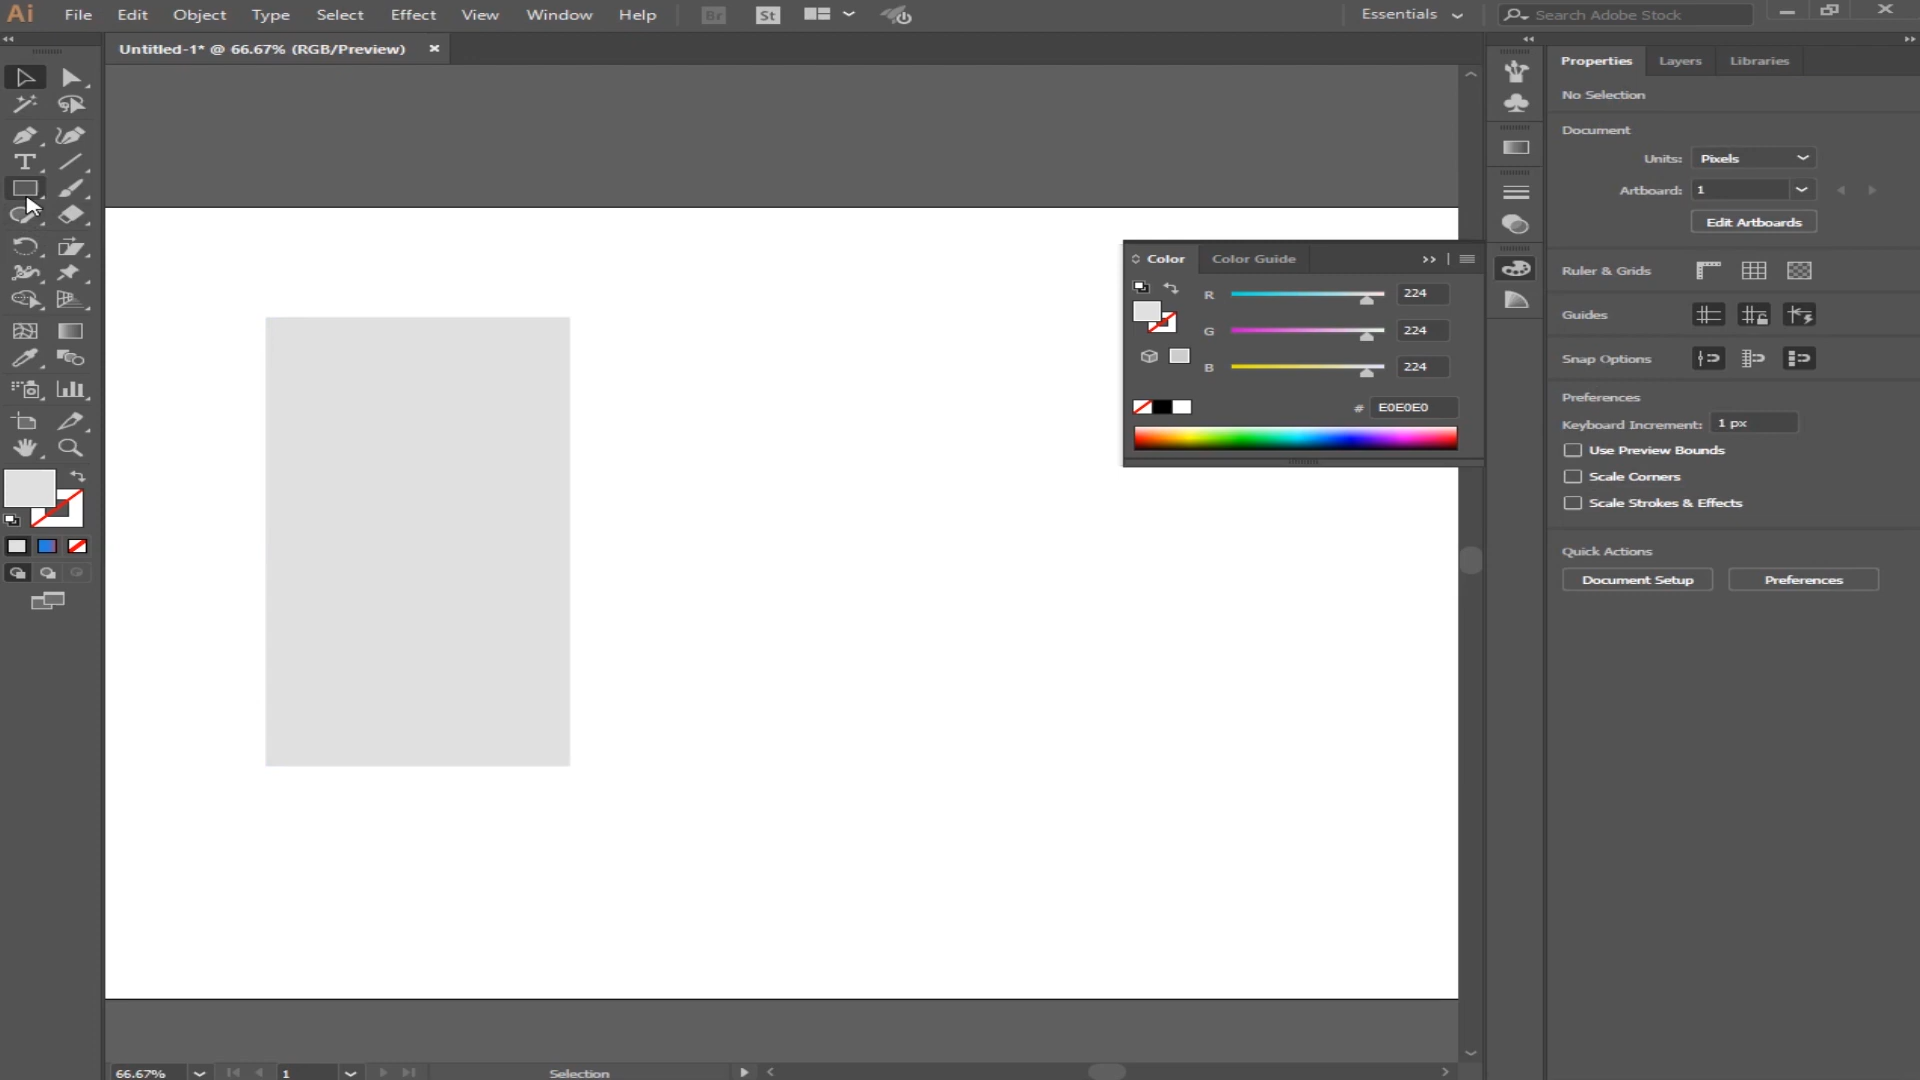 Ai File Edit Object Type Select Effect View Window Help Br St Essentials Search Adobe Stock
Untitled-1* @ 66.67% (RGB/Preview)
Properties Layers Libraries
No Selection
Document
Units: Pixels
Artboard: 1
Edit Artboards
Color Color Guide
Ruler & Grids
R 224
Guides
G 224
Snap Options
B 224
Preferences
# E0E0E0
Keyboard Increment: 1 px
Use Preview Bounds
Scale Corners
Scale Strokes & Effects
Quick Actions
Document Setup Preferences
66.67% 1 Selection